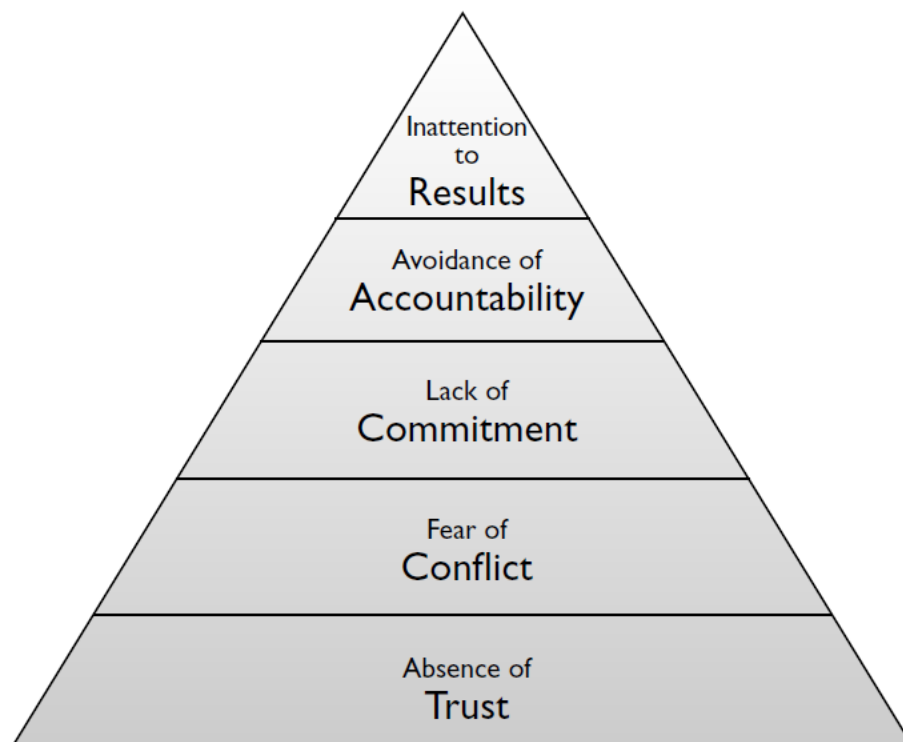 Inattention
to
Results
Avoidance of
Accountability
Lack of
Commitment
Fear of
Conflict
Absence of
Trust